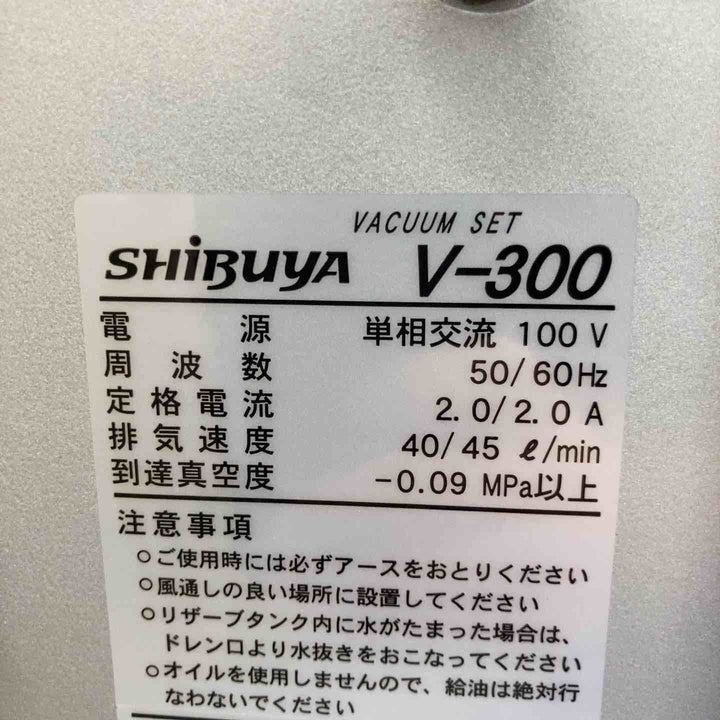 VACUUM SET
SHiBUYA V-300
電源 単相交流 100 V
周波数 50/60Hz
定格電流 2.0/2.0 A
排気速度 40/45 ℓ/min
到達真空度 -0.09 MPa以上
注意事項
○ご使用時には必ずアースをおとりください
○風通しの良い場所に設置してください
○リザーブタンク内に水がたまった場合は、
ドレン口より水抜きをおこなってください
○オイルを使用しませんので、給油は絶対行
なわないでください